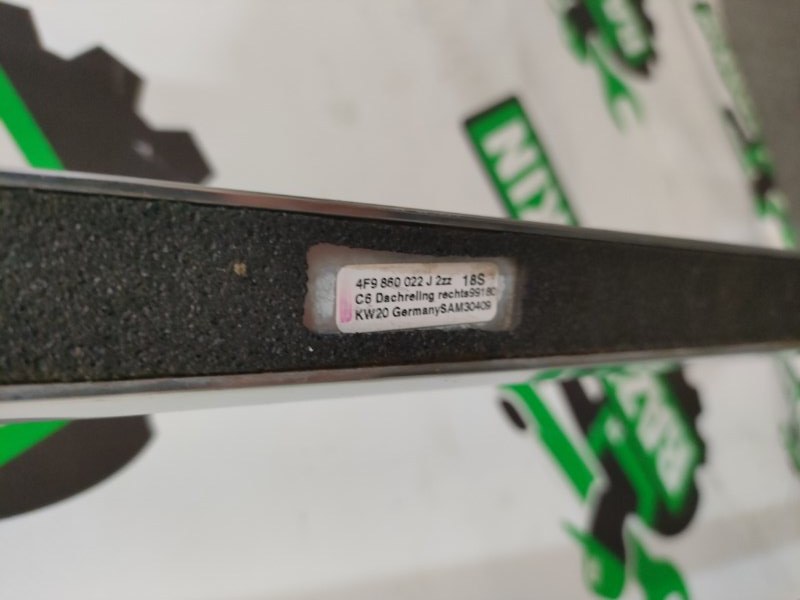 4F9 860 022 J 2zz 18S
C6 Dachreling rechts99180
KW20 GermanySAM30409